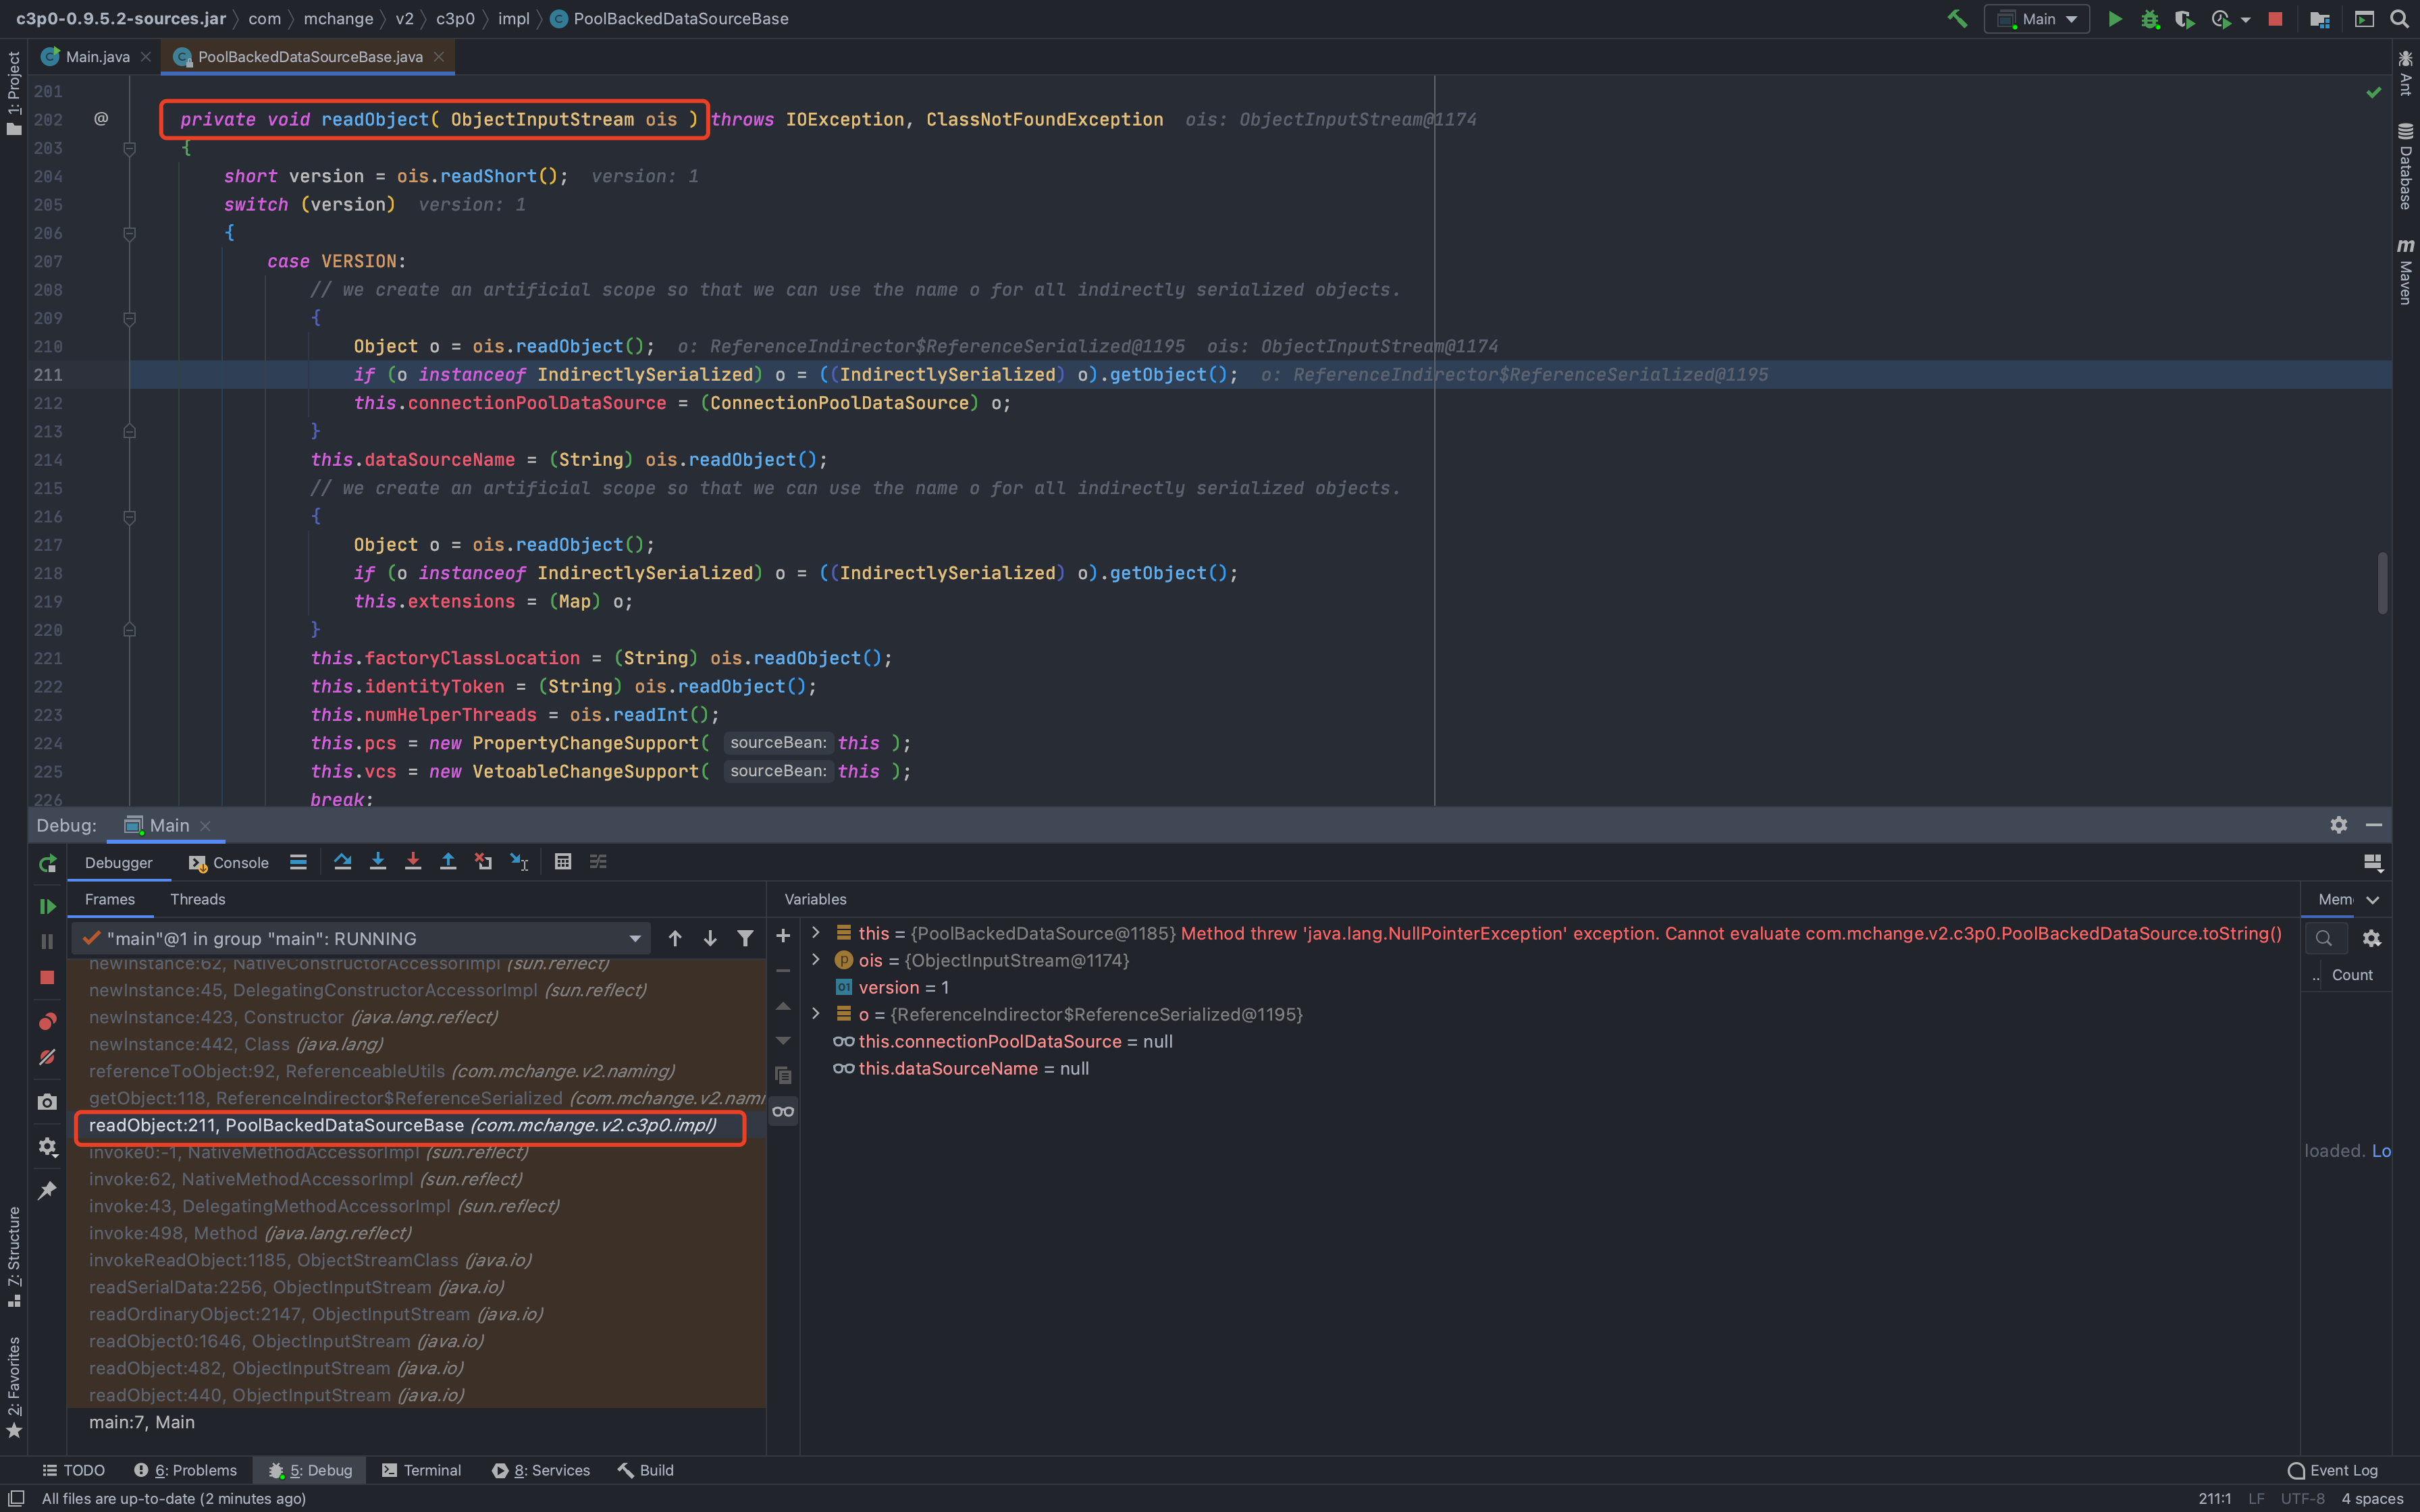 c3p0-0.9.5.2-sources.jar com mchange v2 c3p0 impl C PoolBackedDataSourceBase Main
Main.java PoolBackedDataSourceBase.java
1: Project
201
202 @ private void readObject( ObjectInputStream ois ) throws IOException, ClassNotFoundException ois: ObjectInputStream@1174
203 {
204 short version = ois.readShort(); version: 1
205 switch (version) version: 1
206 {
207 case VERSION:
208 // we create an artificial scope so that we can use the name o for all indirectly serialized objects.
209 {
210 Object o = ois.readObject(); o: ReferenceIndirector$ReferenceSerialized@1195 ois: ObjectInputStream@1174
211 if (o instanceof IndirectlySerialized) o = ((IndirectlySerialized) o).getObject(); o: ReferenceIndirector$ReferenceSerialized@1195
212 this.connectionPoolDataSource = (ConnectionPoolDataSource) o;
213 }
214 this.dataSourceName = (String) ois.readObject();
215 // we create an artificial scope so that we can use the name o for all indirectly serialized objects.
216 {
217 Object o = ois.readObject();
218 if (o instanceof IndirectlySerialized) o = ((IndirectlySerialized) o).getObject();
219 this.extensions = (Map) o;
220 }
221 this.factoryClassLocation = (String) ois.readObject();
222 this.identityToken = (String) ois.readObject();
223 this.numHelperThreads = ois.readInt();
224 this.pcs = new PropertyChangeSupport( sourceBean: this );
225 this.vcs = new VetoableChangeSupport( sourceBean: this );
226 break;
Ant
Database
m Maven
Debug: Main
Debugger Console
Frames Threads
"main"@1 in group "main": RUNNING
newInstance:62, NativeConstructorAccessorImpl (sun.reflect)
newInstance:45, DelegatingConstructorAccessorImpl (sun.reflect)
newInstance:423, Constructor (java.lang.reflect)
newInstance:442, Class (java.lang)
referenceToObject:92, ReferenceableUtils (com.mchange.v2.naming)
getObject:118, ReferenceIndirector$ReferenceSerialized (com.mchange.v2.nami
readObject:211, PoolBackedDataSourceBase (com.mchange.v2.c3p0.impl)
invoke0:-1, NativeMethodAccessorImpl (sun.reflect)
invoke:62, NativeMethodAccessorImpl (sun.reflect)
invoke:43, DelegatingMethodAccessorImpl (sun.reflect)
invoke:498, Method (java.lang.reflect)
invokeReadObject:1185, ObjectStreamClass (java.io)
readSerialData:2256, ObjectInputStream (java.io)
readOrdinaryObject:2147, ObjectInputStream (java.io)
readObject0:1646, ObjectInputStream (java.io)
readObject:482, ObjectInputStream (java.io)
readObject:440, ObjectInputStream (java.io)
main:7, Main
Variables
this = {PoolBackedDataSource@1185} Method threw 'java.lang.NullPointerException' exception. Cannot evaluate com.mchange.v2.c3p0.PoolBackedDataSource.toString()
p ois = {ObjectInputStream@1174}
01 version = 1
o = {ReferenceIndirector$ReferenceSerialized@1195}
this.connectionPoolDataSource = null
this.dataSourceName = null
Mem
.. Count
loaded. Lo
7: Structure
2: Favorites
TODO 6: Problems 5: Debug Terminal 8: Services Build Event Log
All files are up-to-date (2 minutes ago) 211:1 LF UTF-8 4 spaces